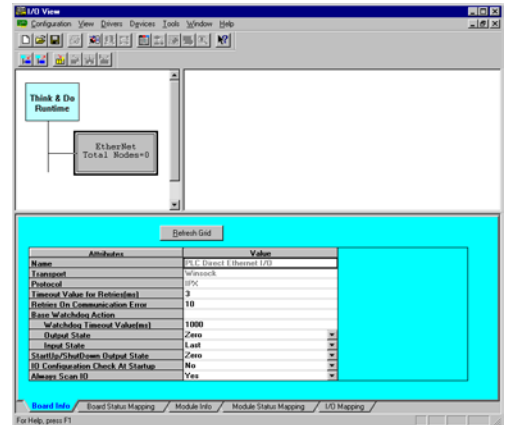 I/O View
Configuration View Drivers Devices Tools Window Help
Think & Do
Runtime
EtherNet
Total Nodes=0
Refresh Grid
Attributes Value
Name PLC Direct Ethernet I/O
Transport Winsock
Protocol IPX
Timeout Value for Retries(ms) 3
Retries On Communication Error 10
Base Watchdog Action
Watchdog Timeout Value(ms) 1000
Output State Zero
Input State Last
StartUp/ShutDown Output State Zero
IO Configuration Check At Startup No
Always Scan IO Yes
Board Info Board Status Mapping Module Info Module Status Mapping I/O Mapping
For Help, press F1